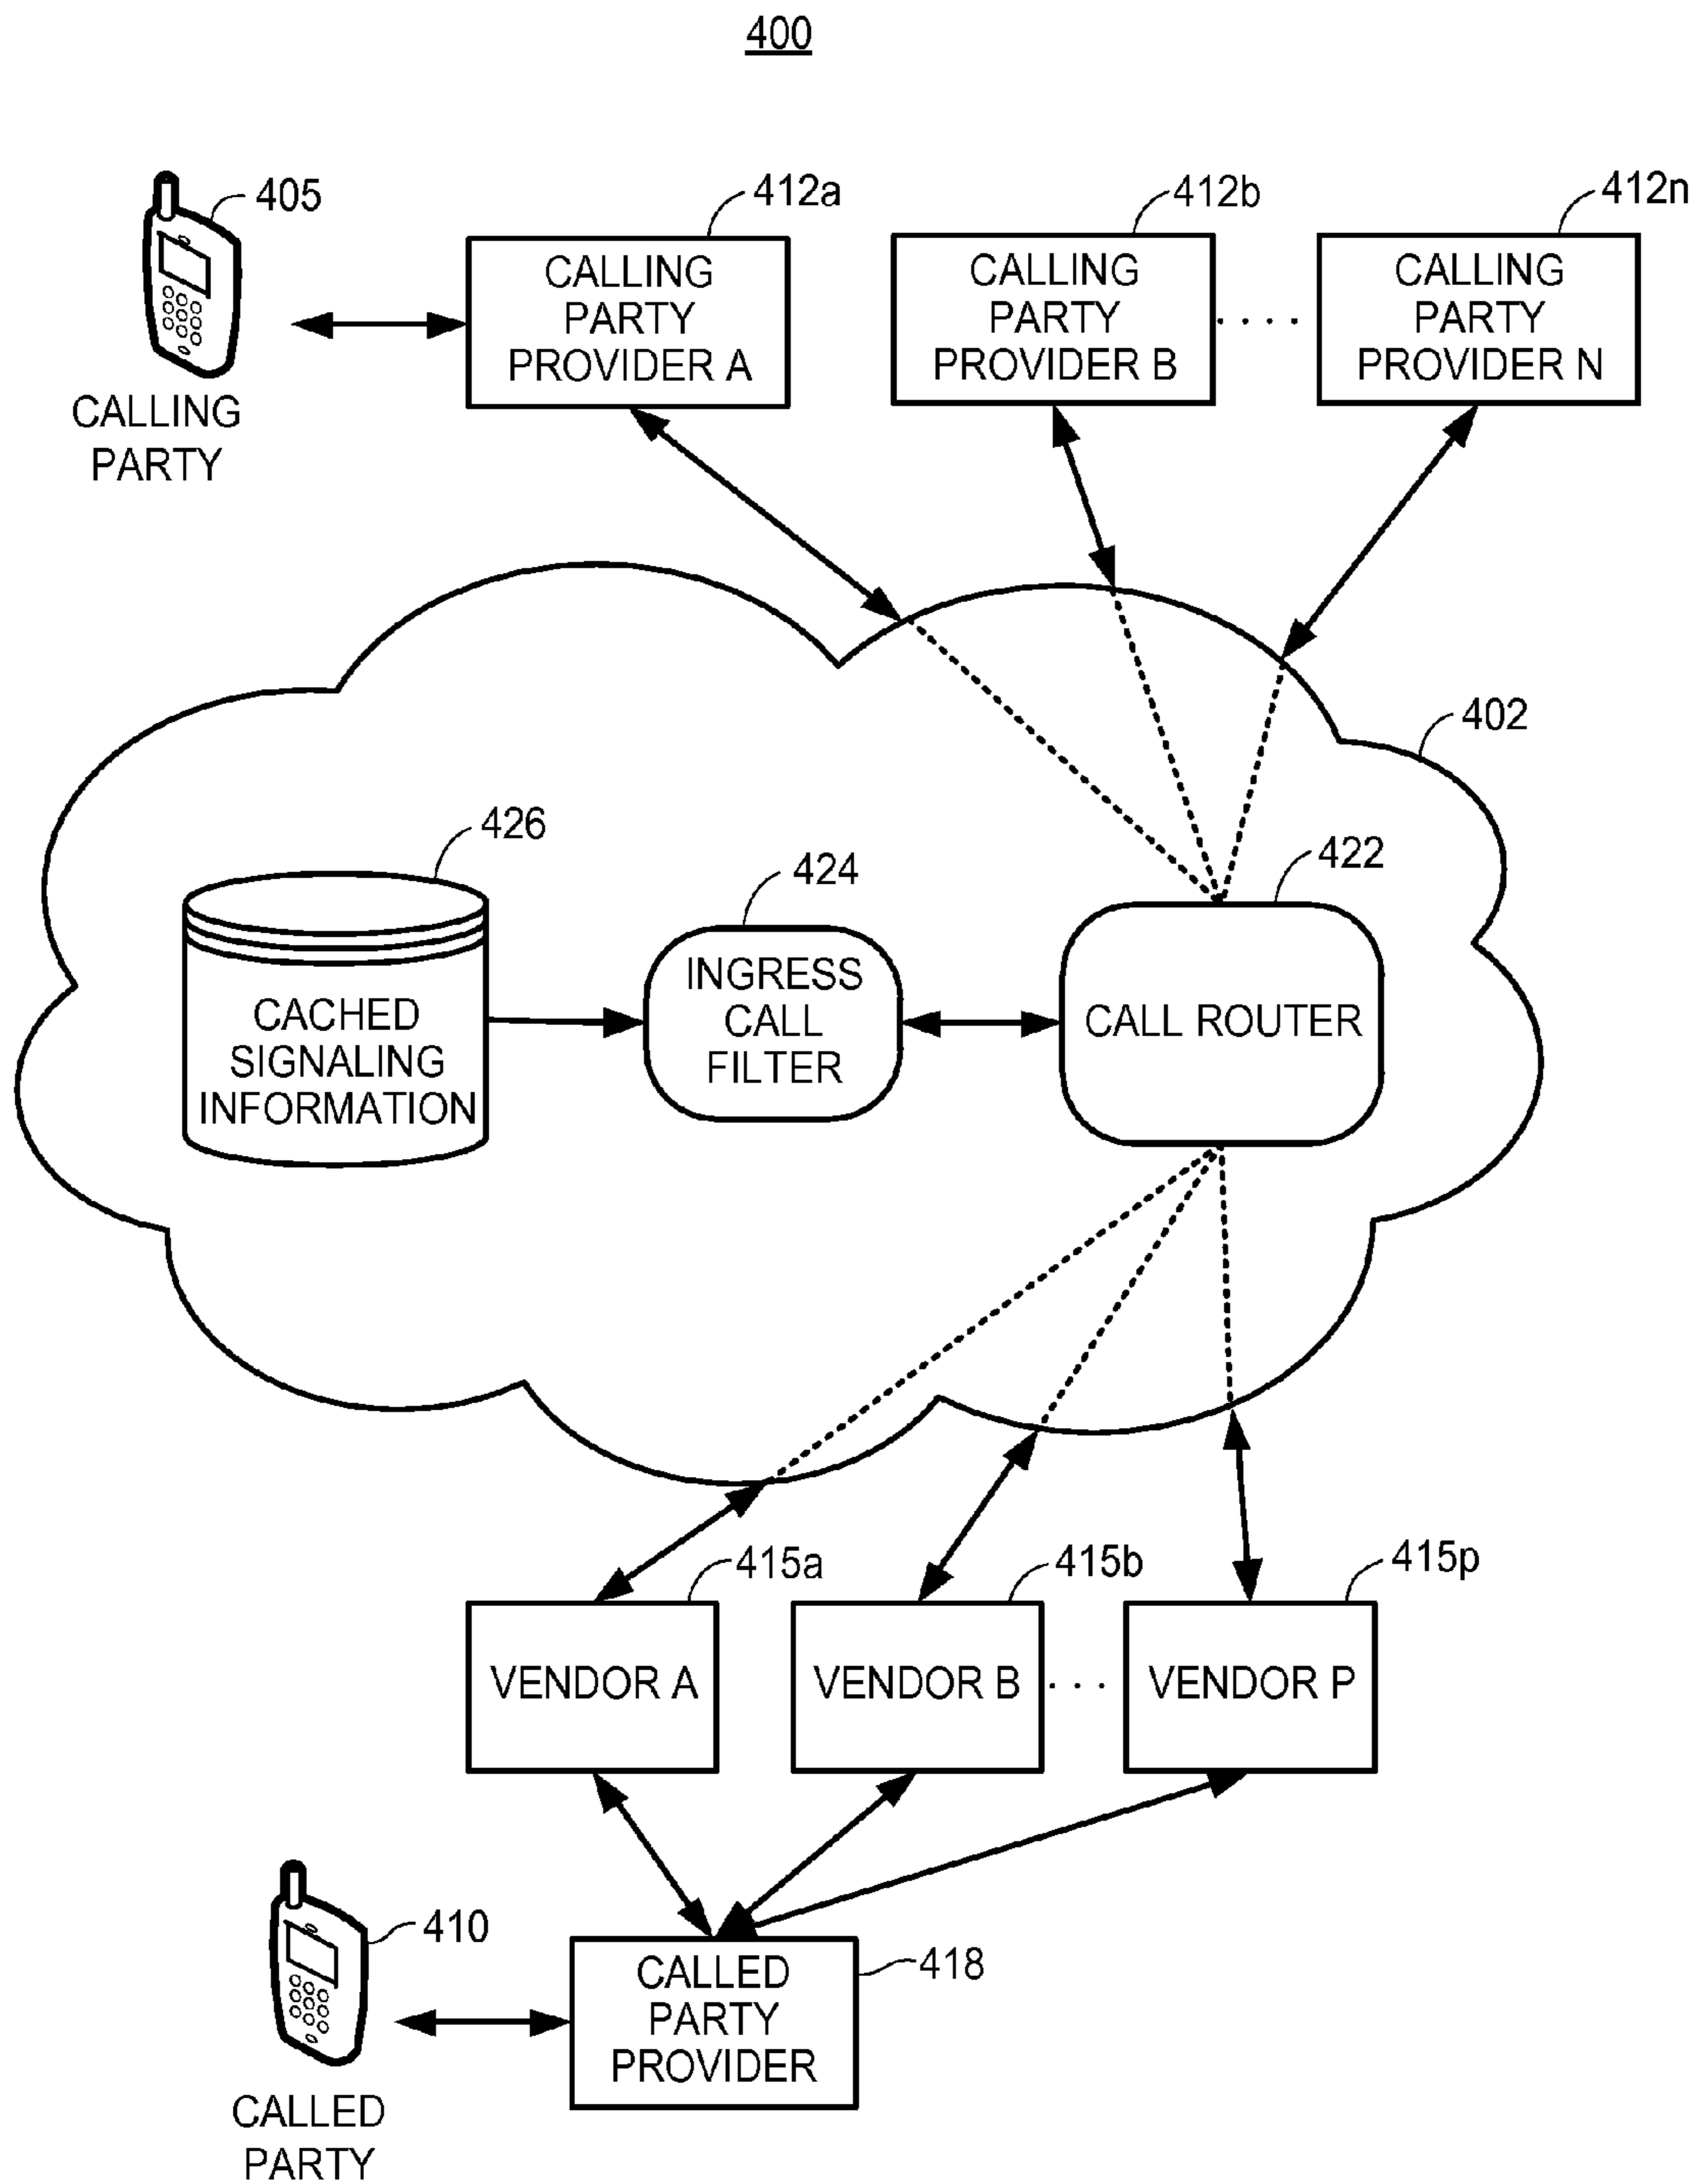 400
405
412a
412b
412n
CALLING
PARTY
CALLING
PARTY
PROVIDER A
CALLING
PARTY
PROVIDER B
. . . .
CALLING
PARTY
PROVIDER N
402
426
424
422
CACHED
SIGNALING
INFORMATION
INGRESS
CALL
FILTER
CALL ROUTER
415a
415b
415p
VENDOR A
VENDOR B
. . .
VENDOR P
410
418
CALLED
PARTY
CALLED
PARTY
PROVIDER